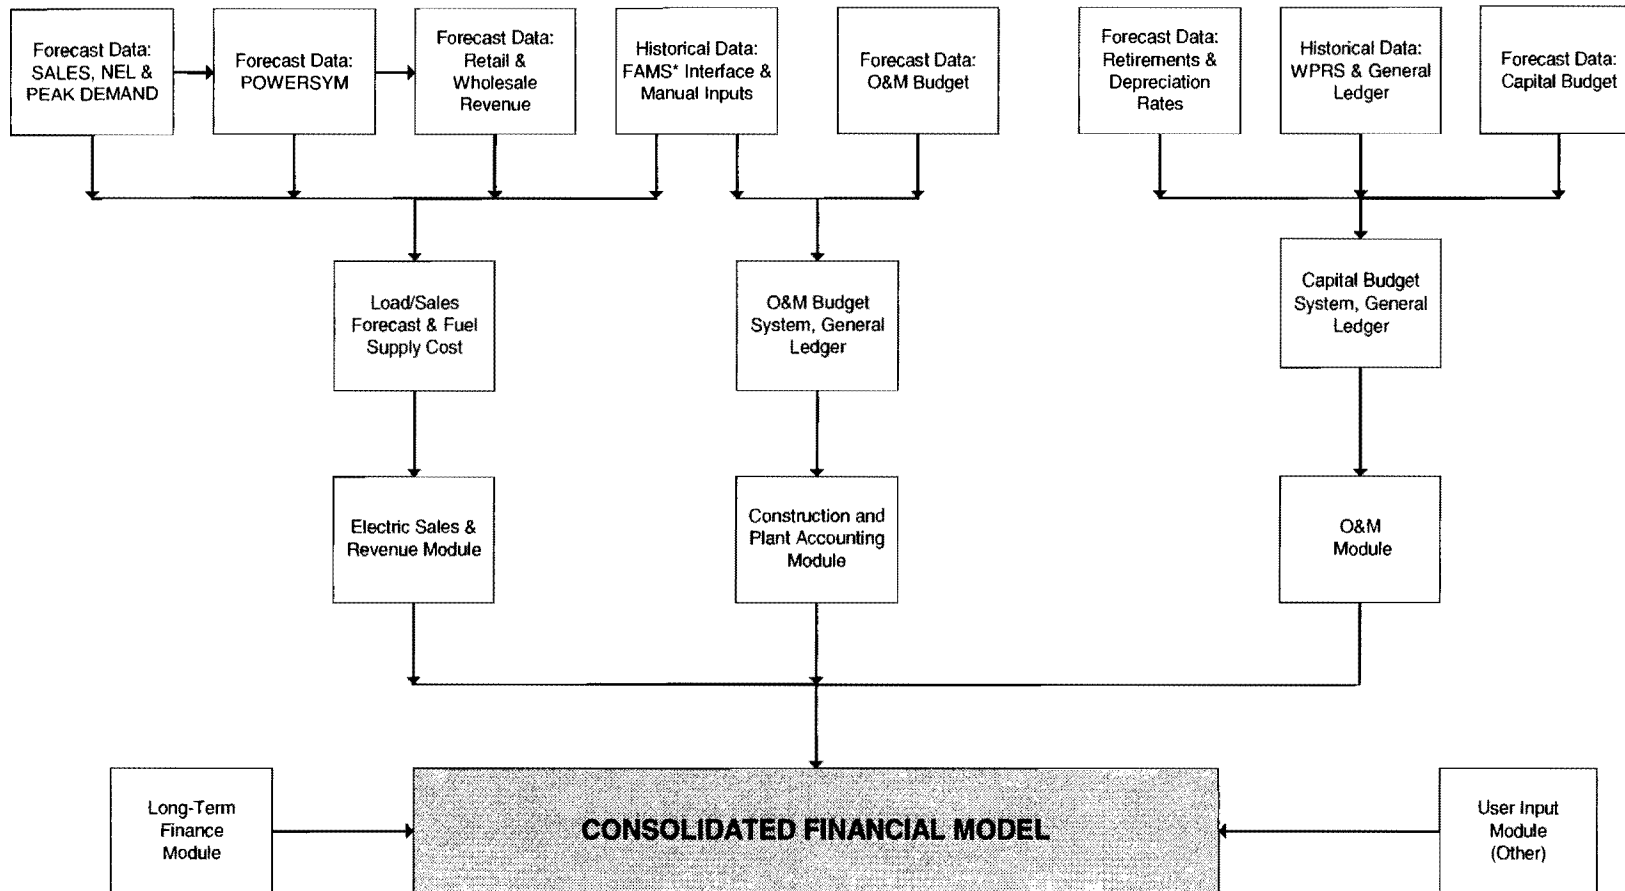 Forecast Data:
SALES, NEL &
PEAK DEMAND
Forecast Data:
POWERSYM
Forecast Data:
Retail &
Wholesale
Revenue
Historical Data:
FAMS* Interface &
Manual Inputs
Forecast Data:
O&M Budget
Forecast Data:
Retirements &
Depreciation
Rates
Historical Data:
WPRS & General
Ledger
Forecast Data:
Capital Budget
Load/Sales
Forecast & Fuel
Supply Cost
O&M Budget
System, General
Ledger
Capital Budget
System, General
Ledger
Electric Sales &
Revenue Module
Construction and
Plant Accounting
Module
O&M
Module
Long-Term
Finance
Module
CONSOLIDATED FINANCIAL MODEL
User Input
Module
(Other)